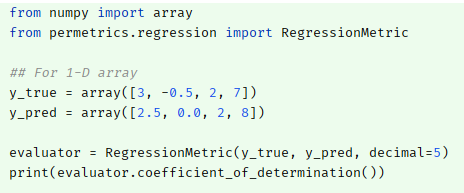 from numpy import array
from permetrics.regression import RegressionMetric
## For 1-D array
y_true = array([3, -0.5, 2, 7])
y_pred = array([2.5, 0.0, 2, 8])
evaluator = RegressionMetric(y_true, y_pred, decimal=5)
print(evaluator.coefficient_of_determination())